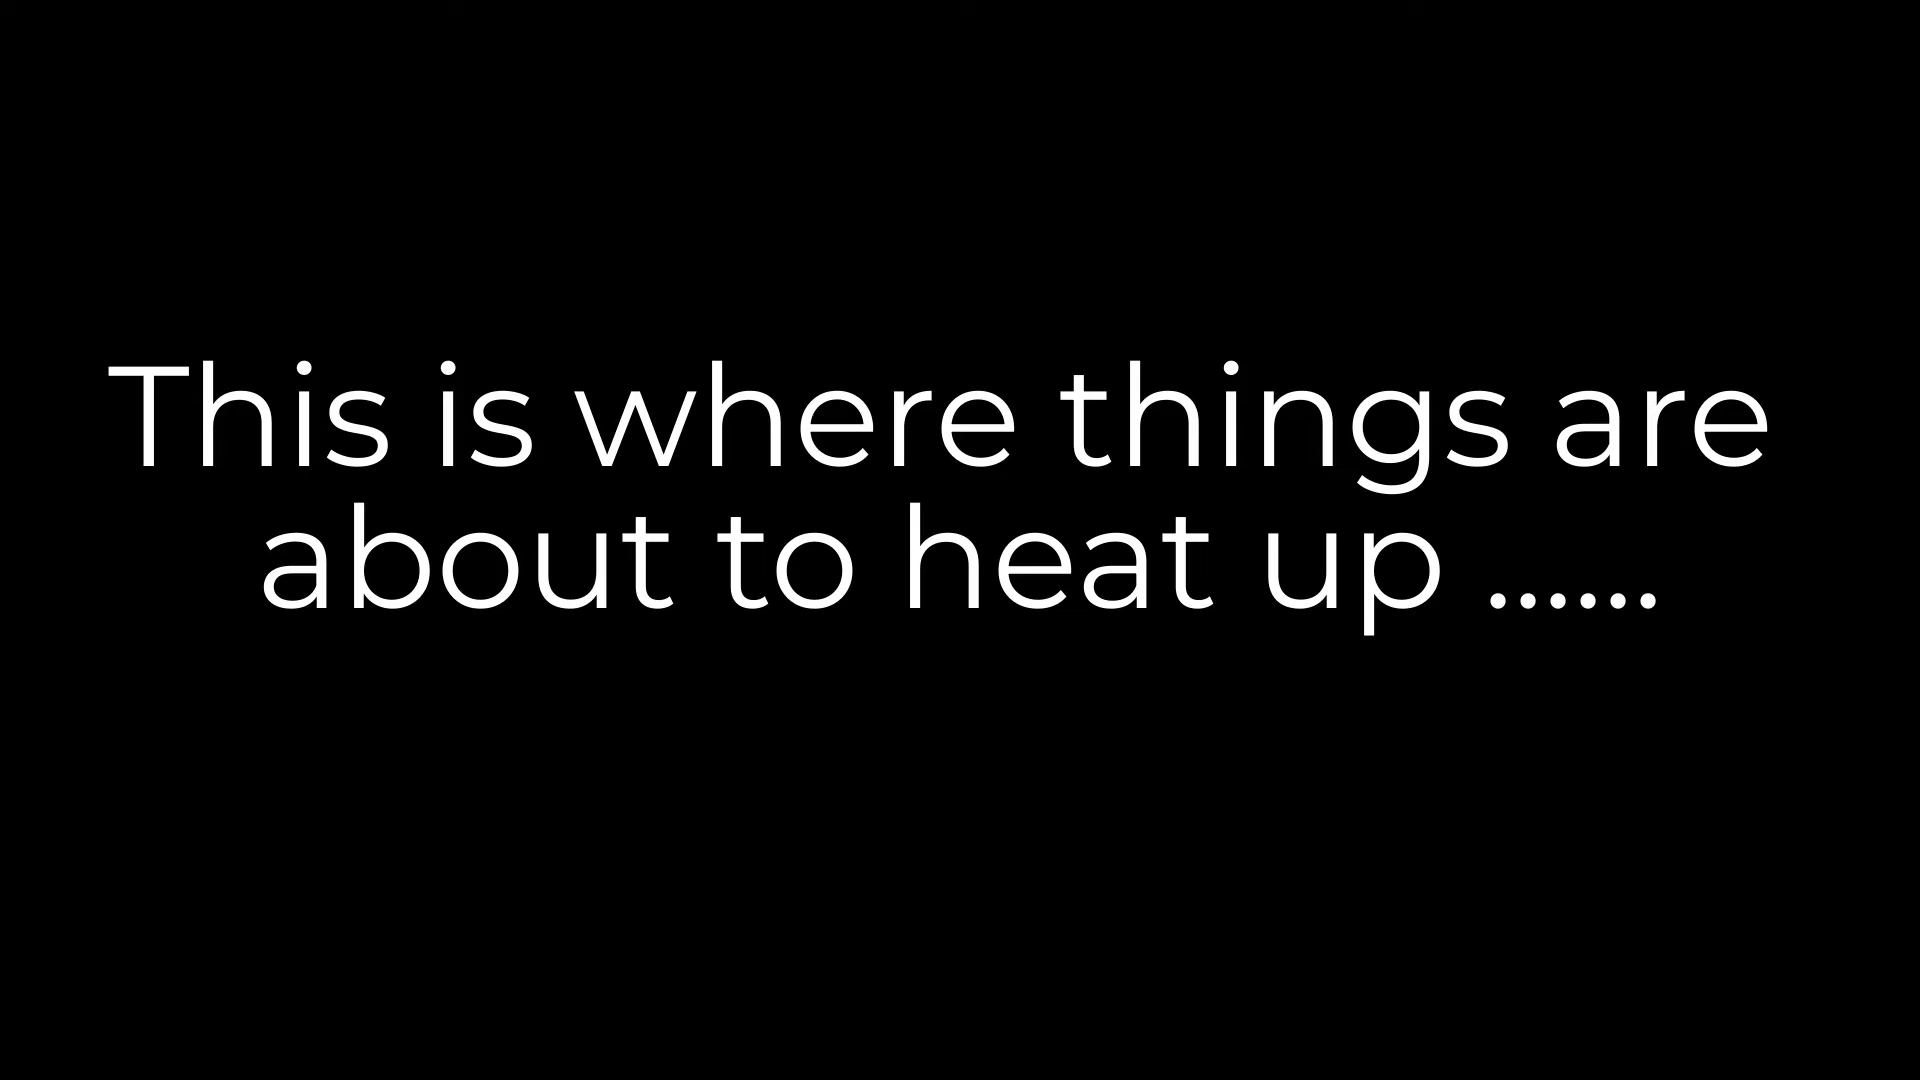 This is where things are
about to heat up ......